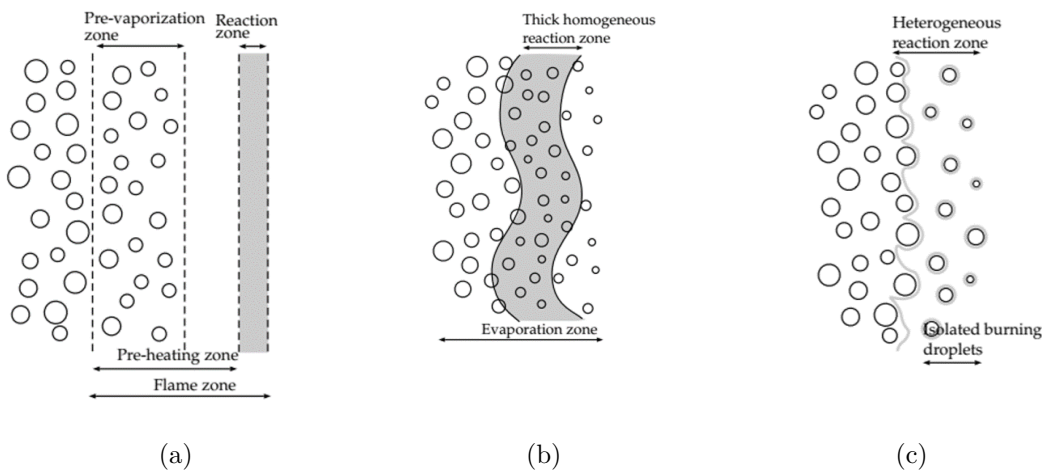 Pre-vaporization
zone
Reaction
zone
Pre-heating zone
Flame zone
(a)
Thick homogeneous
reaction zone
Evaporation zone
(b)
Heterogeneous
reaction zone
Isolated burning
droplets
(c)